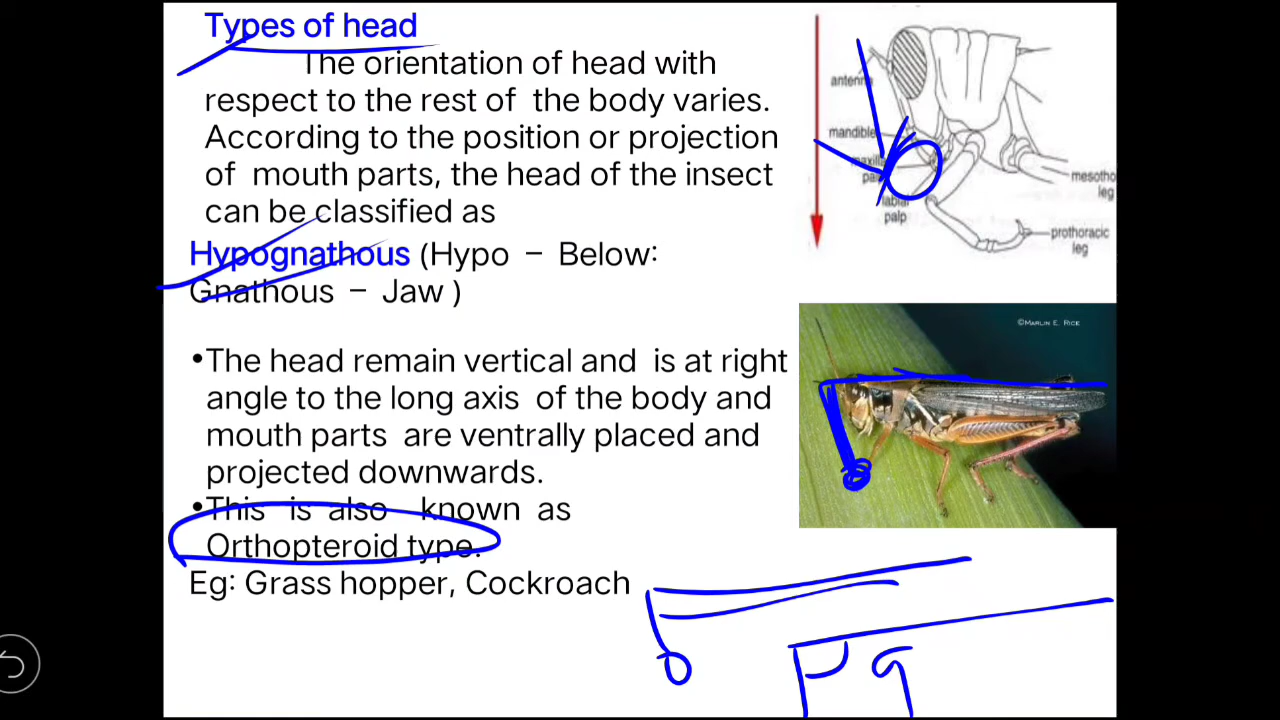 Types of head
The orientation of head with
respect to the rest of the body varies.
According to the position or projection
of mouth parts, the head of the insect
can be classified as
Hypognathous (Hypo – Below:
Gnathous – Jaw )
•The head remain vertical and is at right
angle to the long axis of the body and
mouth parts are ventrally placed and
projected downwards.
•This is also known as
Orthopteroid type.
Eg: Grass hopper, Cockroach
antenna
mandible
maxilla
labial
palp
mesotho
leg
prothoracic
leg
©Marlin E. Rice